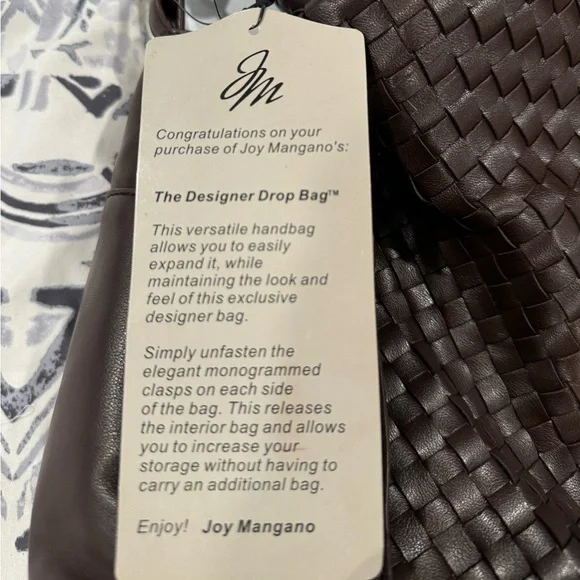 JM
Congratulations on your
purchase of Joy Mangano's:
The Designer Drop Bag™
This versatile handbag
allows you to easily
expand it, while
maintaining the look and
feel of this exclusive
designer bag.
Simply unfasten the
elegant monogrammed
clasps on each side
of the bag. This releases
the interior bag and allows
you to increase your
storage without having to
carry an additional bag.
Enjoy! Joy Mangano